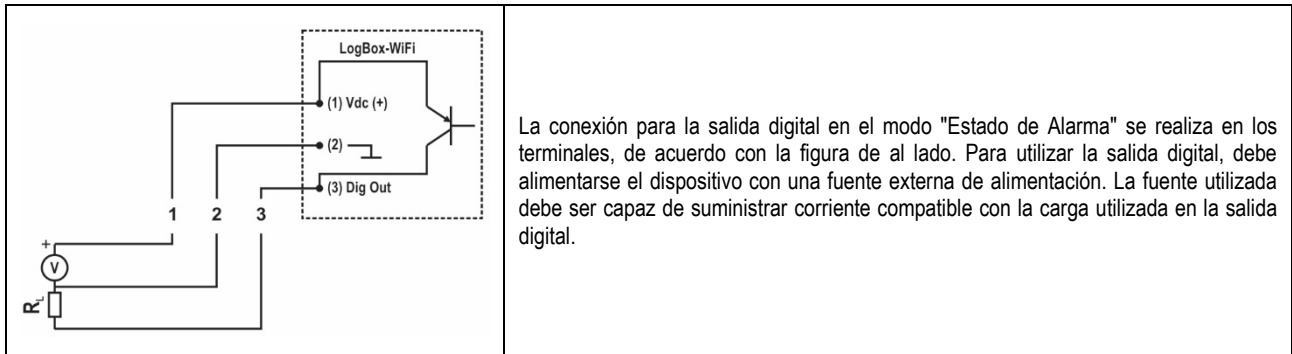 LogBox-WiFi
(1) Vdc (+)
(2)
(3) Dig Out
1 2 3
+
V
RL
La conexión para la salida digital en el modo "Estado de Alarma" se realiza en los
terminales, de acuerdo con la figura de al lado. Para utilizar la salida digital, debe
alimentarse el dispositivo con una fuente externa de alimentación. La fuente utilizada
debe ser capaz de suministrar corriente compatible con la carga utilizada en la salida
digital.